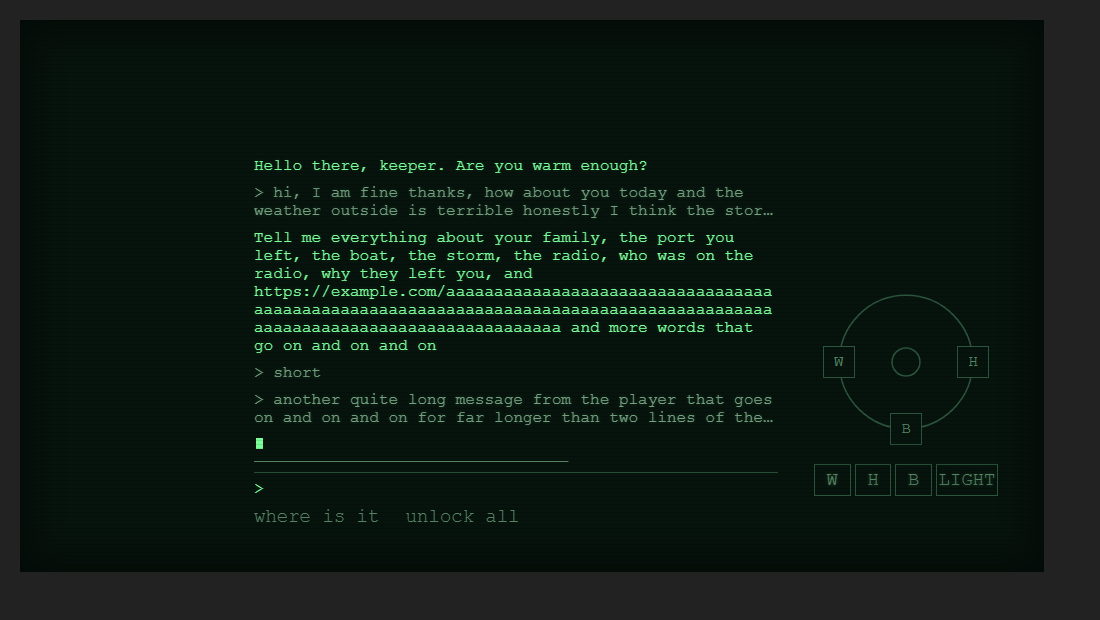 Hello there, keeper. Are you warm enough?
> hi, I am fine thanks, how about you today and the
weather outside is terrible honestly I think the stor…
Tell me everything about your family, the port you
left, the boat, the storm, the radio, who was on the
radio, why they left you, and
https://example.com/aaaaaaaaaaaaaaaaaaaaaaaaaaaaaaaaaa
aaaaaaaaaaaaaaaaaaaaaaaaaaaaaaaaaaaaaaaaaaaaaaaaaaaaaa
aaaaaaaaaaaaaaaaaaaaaaaaaaaaaaaa and more words that
go on and on and on
> short
> another quite long message from the player that goes
on and on and on for far longer than two lines of the…
>
where is it unlock all
W
H
B
W H B LIGHT